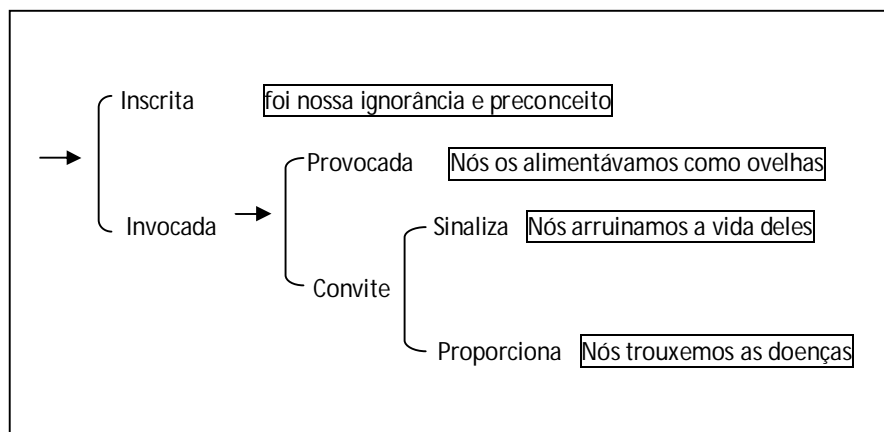 Inscrita foi nossa ignorância e preconceito
Provocada Nós os alimentávamos como ovelhas
Invocada
Sinaliza Nós arruinamos a vida deles
Convite
Proporciona Nós trouxemos as doenças